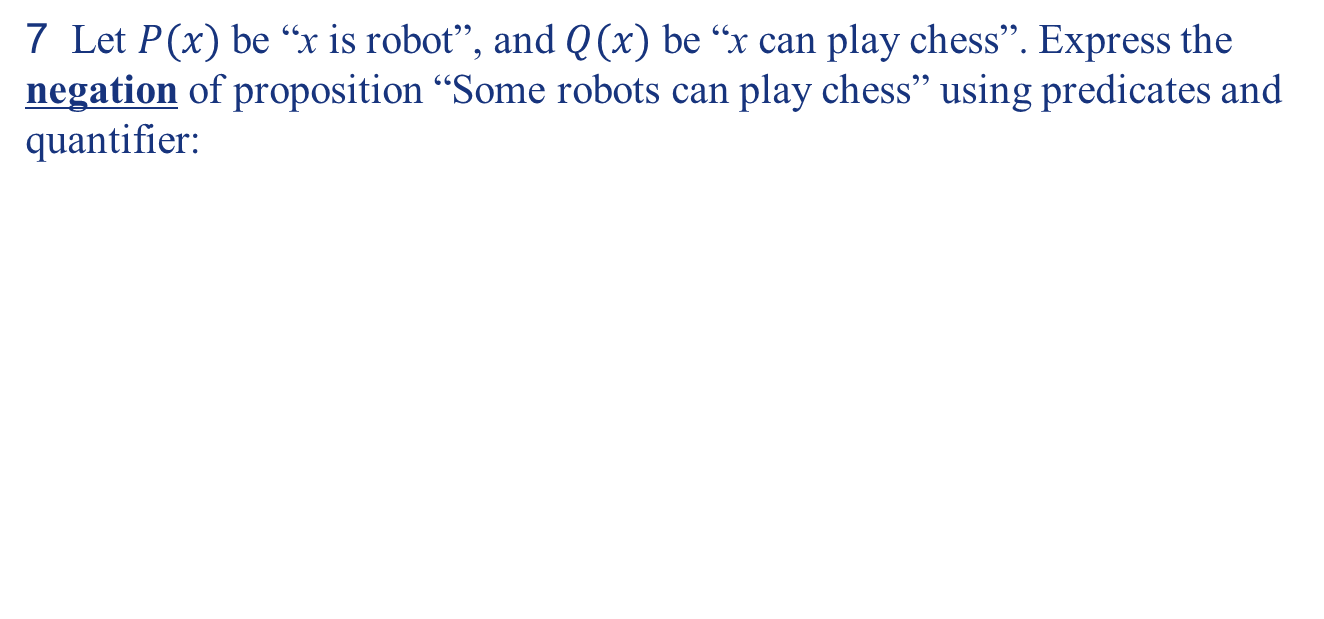 7 Let P(x) be “x is robot”, and Q(x) be “x can play chess”. Express the
negation of proposition “Some robots can play chess” using predicates and
quantifier: